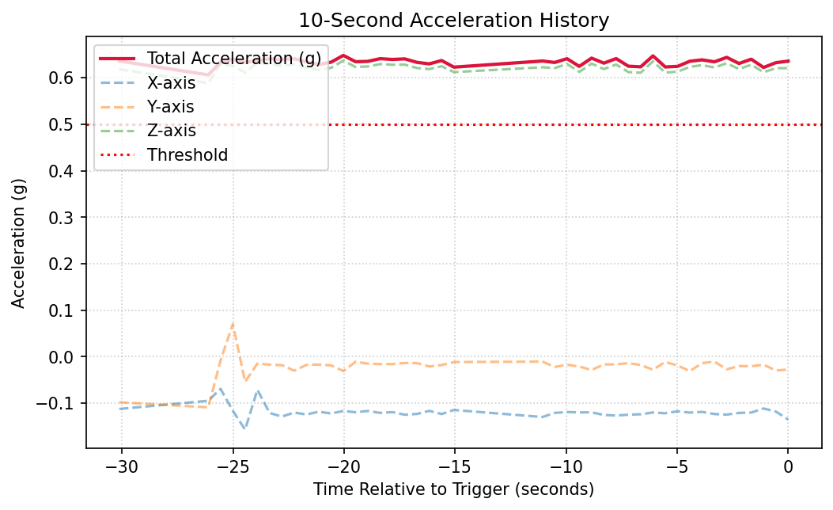 10-Second Acceleration History
Total Acceleration (g)
X-axis
Y-axis
Z-axis
Threshold
Acceleration (g)
0.6
0.5
0.4
0.3
0.2
0.1
0.0
−0.1
−30
−25
−20
−15
−10
−5
0
Time Relative to Trigger (seconds)